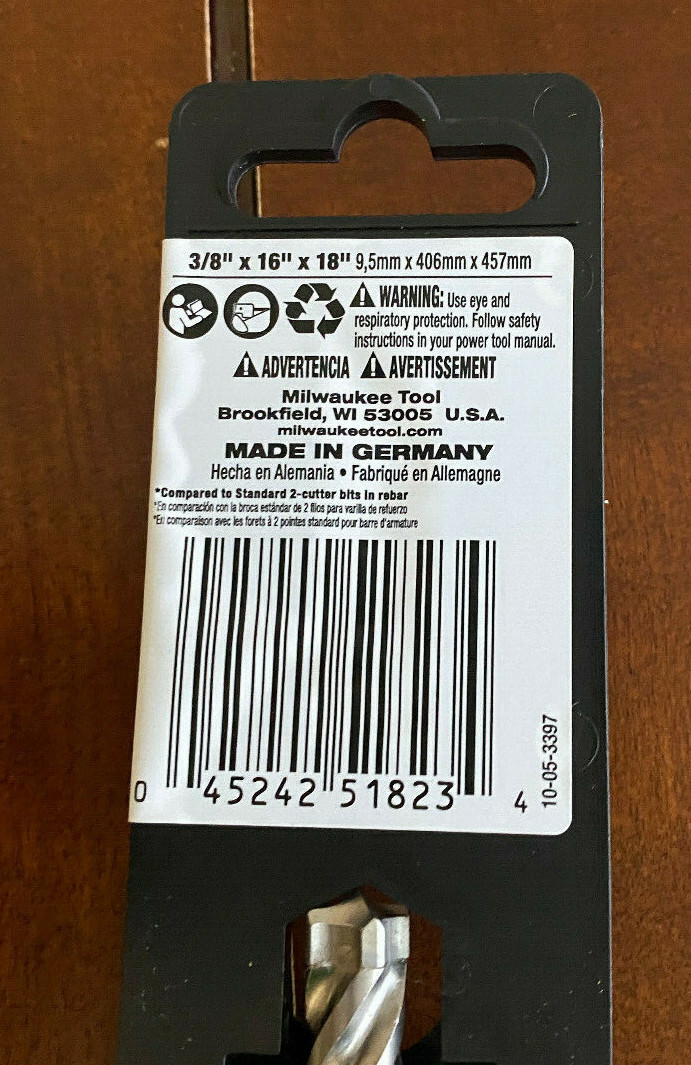 3/8" x 16" x 18" 9,5mm x 406mm x 457mm
WARNING: Use eye and
respiratory protection. Follow safety
instructions in your power tool manual.
ADVERTENCIA AVERTISSEMENT
Milwaukee Tool
Brookfield, WI 53005 U.S.A.
milwaukeetool.com
MADE IN GERMANY
Hecha en Alemania • Fabriqué en Allemagne
*Compared to Standard 2-cutter bits in rebar
*En comparación con la broca estándar de 2 filos para varilla de refuerzo
*En comparaison avec les forets à 2 pointes standard pour barre d'armature
0 45242 51823 4
10-05-3397